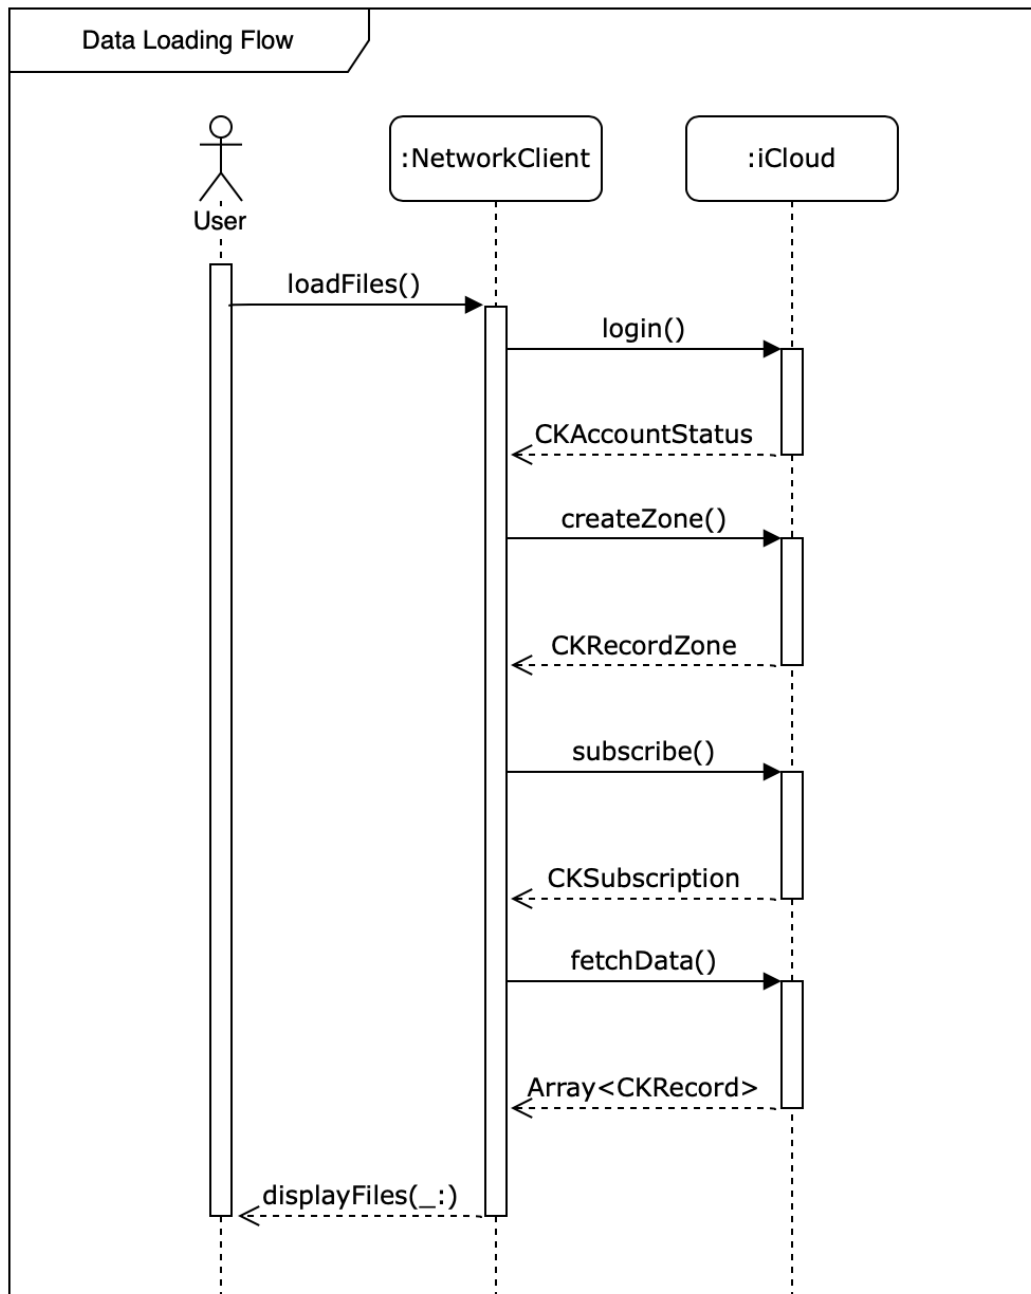 Data Loading Flow
:NetworkClient
:iCloud
User
loadFiles()
login()
CKAccountStatus
createZone()
CKRecordZone
subscribe()
CKSubscription
fetchData()
Array<CKRecord>
displayFiles(_:)